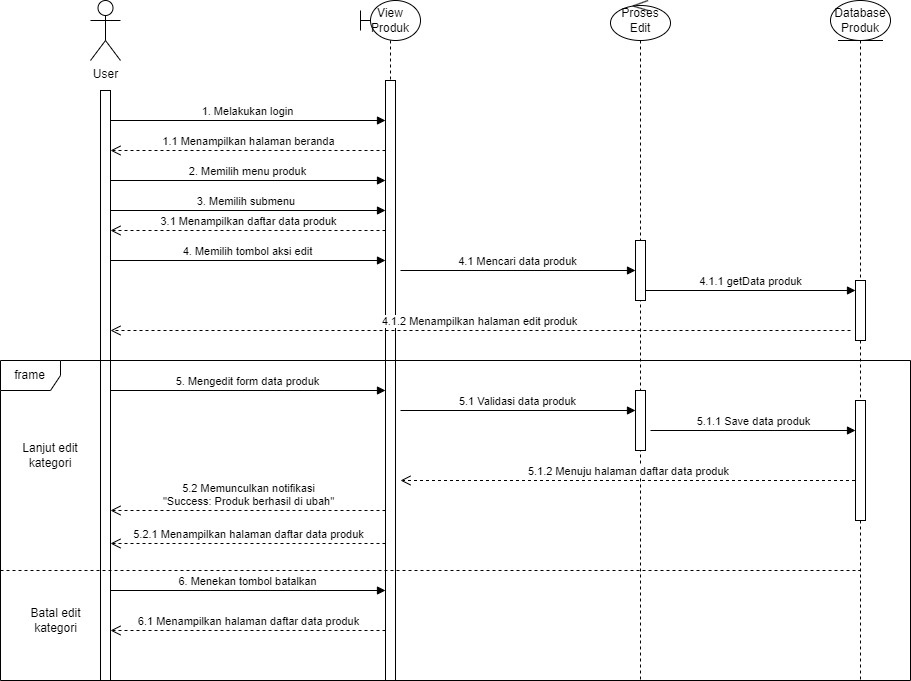 View
Produk
Proses
Edit
Database
Produk
User
1. Melakukan login
1.1 Menampilkan halaman beranda
2. Memilih menu produk
3. Memilih submenu
3.1 Menampilkan daftar data produk
4. Memilih tombol aksi edit
4.1 Mencari data produk
4.1.1 getData produk
4.1.2 Menampilkan halaman edit produk
frame
5. Mengedit form data produk
5.1 Validasi data produk
5.1.1 Save data produk
Lanjut edit
kategori
5.1.2 Menuju halaman daftar data produk
5.2 Memunculkan notifikasi
"Success: Produk berhasil di ubah"
5.2.1 Menampilkan halaman daftar data produk
6. Menekan tombol batalkan
Batal edit
kategori
6.1 Menampilkan halaman daftar data produk